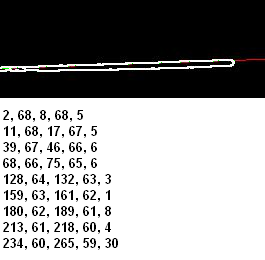 2, 68, 8, 68, 5
11, 68, 17, 67, 5
39, 67, 46, 66, 6
68, 66, 75, 65, 6
128, 64, 132, 63, 3
159, 63, 161, 62, 1
180, 62, 189, 61, 8
213, 61, 218, 60, 4
234, 60, 265, 59, 30